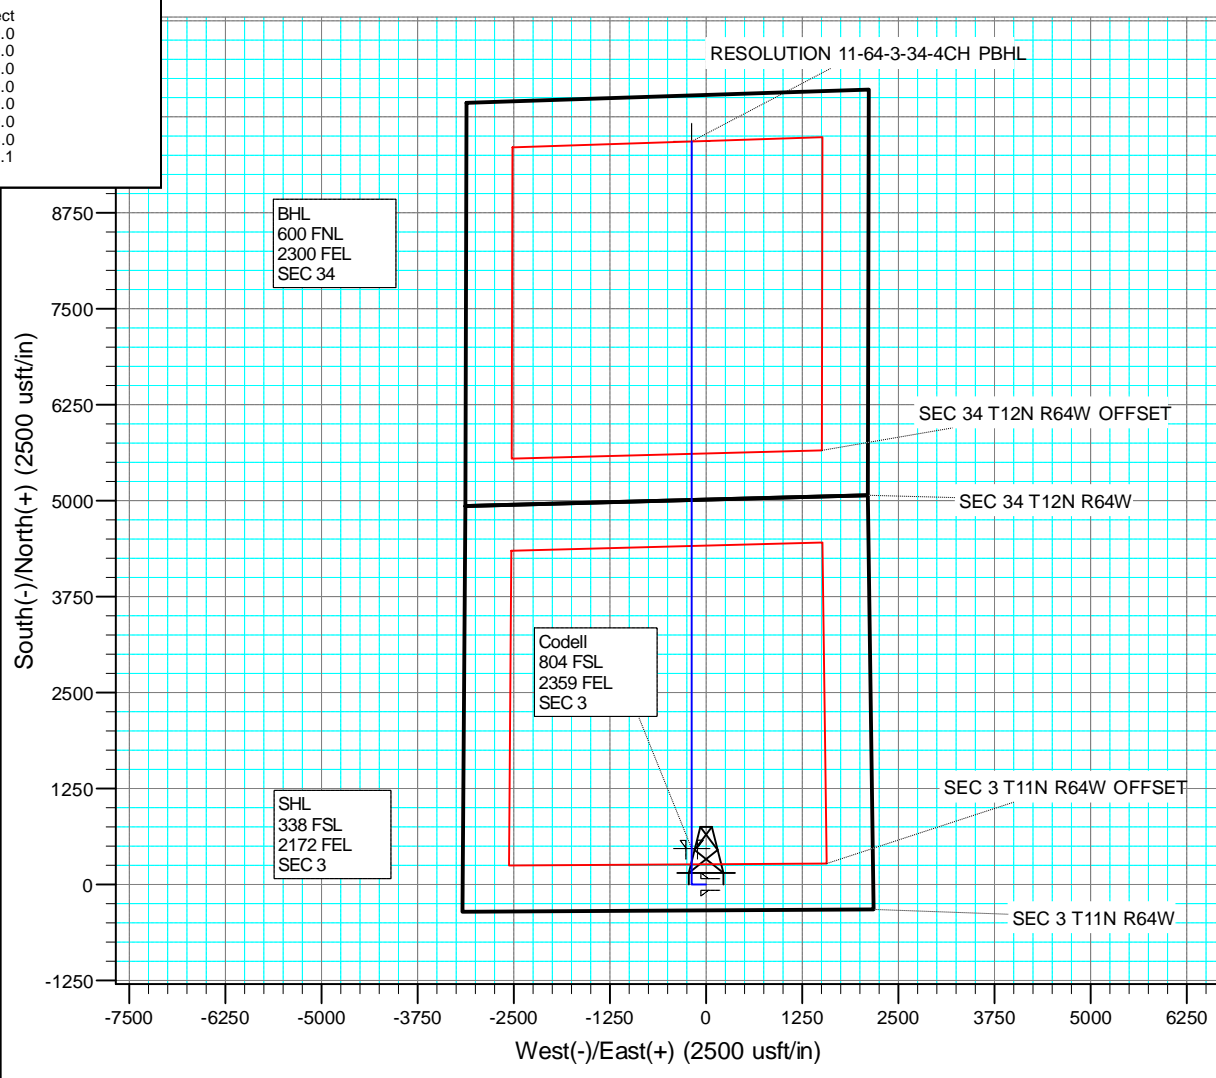 ect
.0
.0
.0
.0
.0
.0
.0
.1
RESOLUTION 11-64-3-34-4CH PBHL
BHL
600 FNL
2300 FEL
SEC 34
SEC 34 T12N R64W OFFSET
SEC 34 T12N R64W
Codell
804 FSL
2359 FEL
SEC 3
SEC 3 T11N R64W OFFSET
SHL
338 FSL
2172 FEL
SEC 3
SEC 3 T11N R64W
South(-)/North(+) (2500 usft/in)
8750
7500
6250
5000
3750
2500
1250
0
-1250
-7500
-6250
-5000
-3750
-2500
-1250
0
1250
2500
3750
5000
6250
West(-)/East(+) (2500 usft/in)